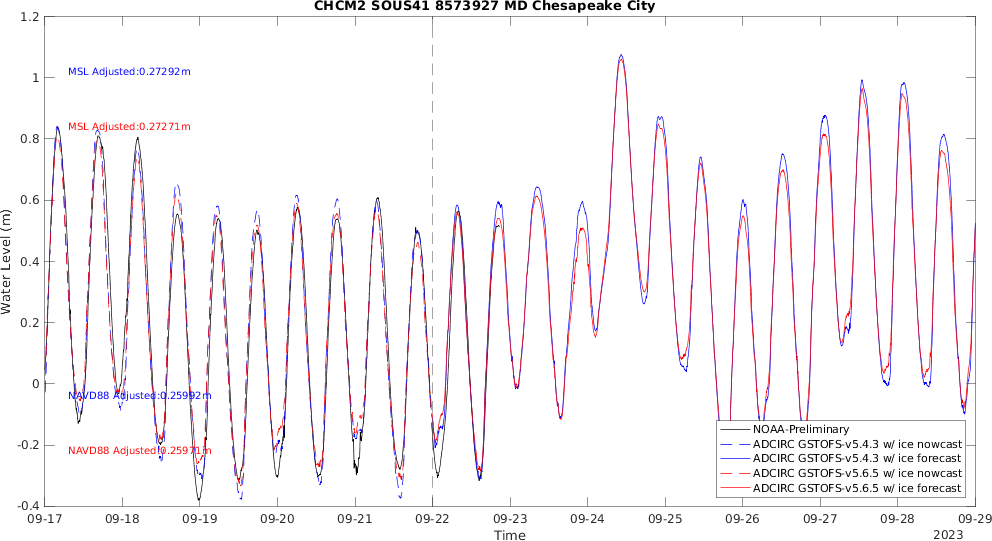 CHCM2 SOUS41 8573927 MD Chesapeake City
1.2
1
0.8
0.6
0.4
0.2
0
-0.2
-0.4
Water Level (m)
MSL Adjusted:0.27292m
MSL Adjusted:0.27271m
NAVD88 Adjusted:0.25992m
NAVD88 Adjusted:0.25971m
NOAA-Preliminary
ADCIRC GSTOFS-v5.4.3 w/ ice nowcast
ADCIRC GSTOFS-v5.4.3 w/ ice forecast
ADCIRC GSTOFS-v5.6.5 w/ ice nowcast
ADCIRC GSTOFS-v5.6.5 w/ ice forecast
09-17 09-18 09-19 09-20 09-21 09-22 09-23 09-24 09-25 09-26 09-27 09-28 09-29
Time
2023